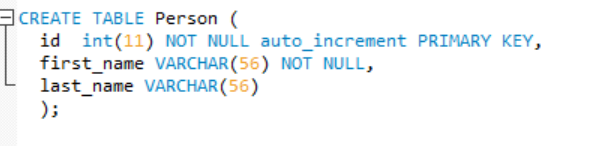 CREATE TABLE Person (
id  int(11) NOT NULL auto_increment PRIMARY KEY,
first_name VARCHAR(56) NOT NULL,
last_name VARCHAR(56)
);